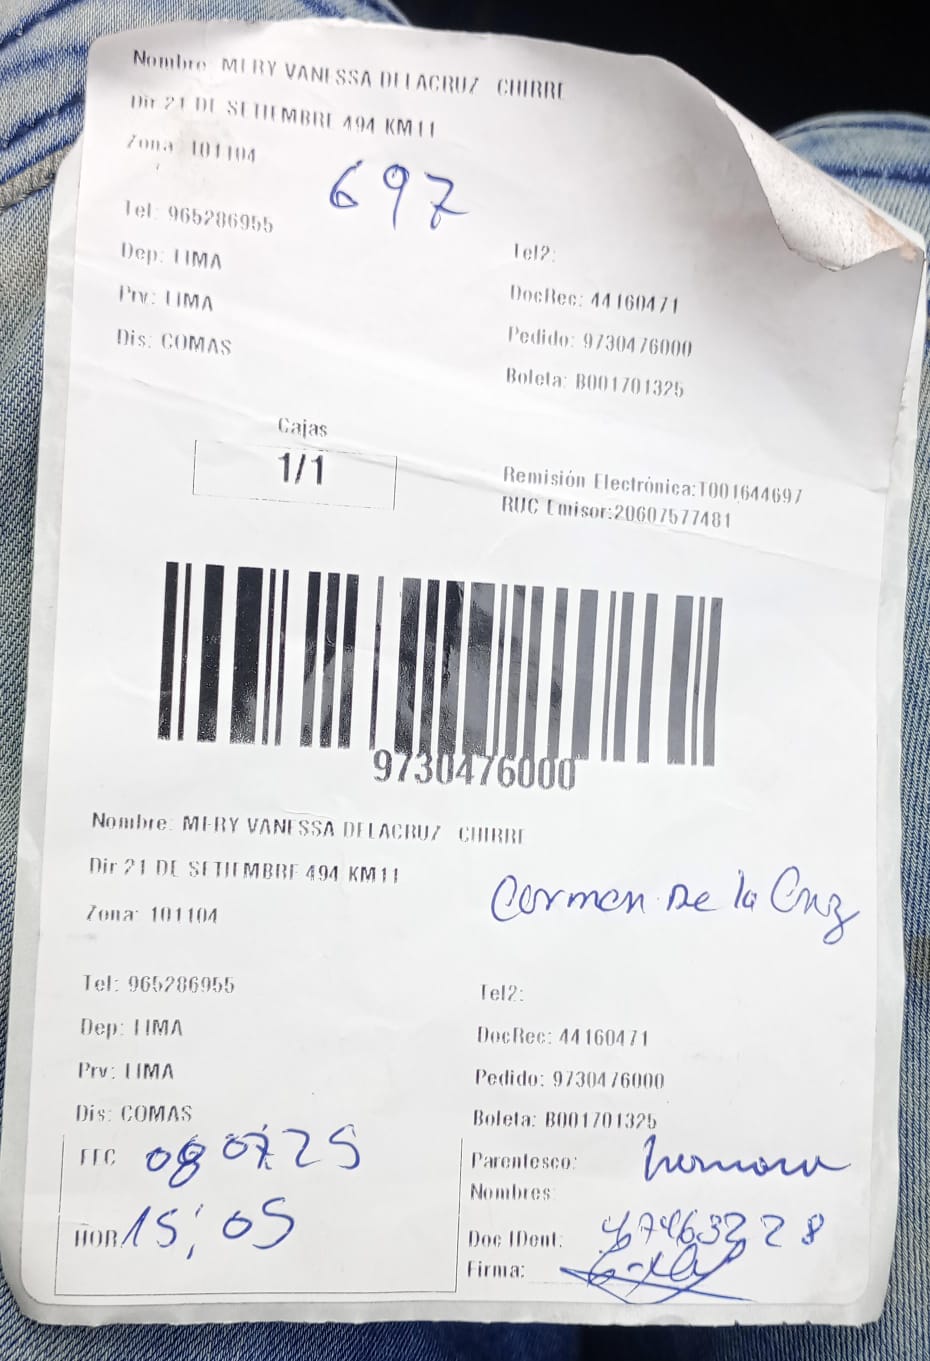 Nombre: MERY VANESSA DELACRUZ CHIRRE
Dir 21 DE SETIEMBRE 494 KM11
Zona: 101104
697
Tel: 965286955
Tel2:
Dep: LIMA
DocRec: 44160471
Prv: LIMA
Pedido: 9730476000
Dis: COMAS
Boleta: B001701325
Cajas
1/1
Remisión Electrónica:T001644697
RUC Emisor:20607577481
9730476000
Nombre: MERY VANESSA DELACRUZ CHIRRE
Dir 21 DE SETIEMBRE 494 KM11
Carmen De la Cruz
Zona: 101104
Tel: 965286955
Tel2:
Dep: LIMA
DocRec: 44160471
Prv: LIMA
Pedido: 9730476000
Dis: COMAS
Boleta: B001701325
FEC 080725
Parentesco: hermana
Nombres
HOR 15:05
Doc IDent:
Firma: